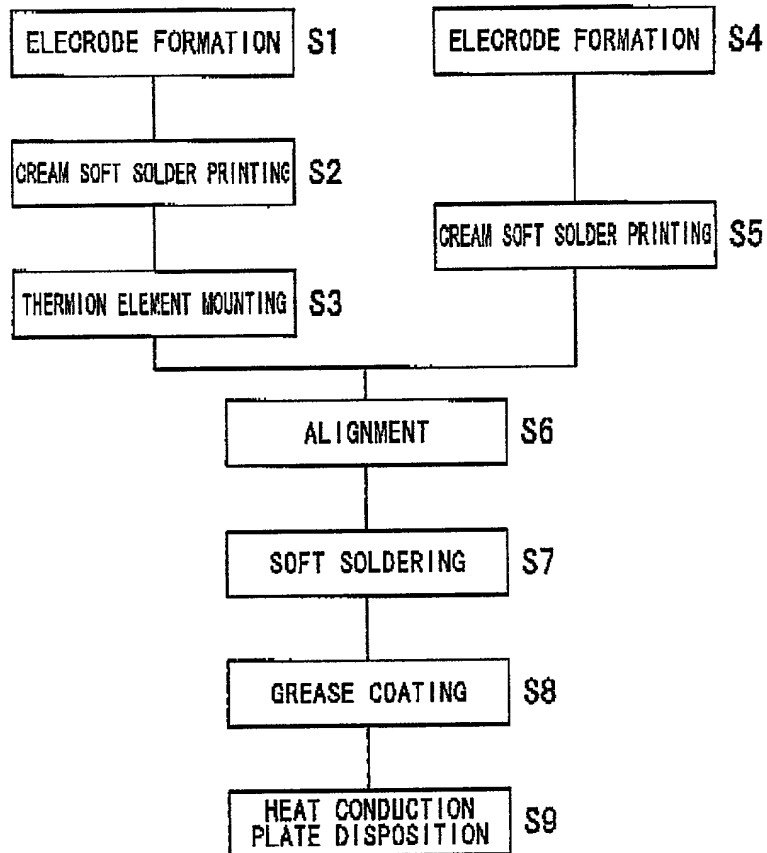 ELECRODE FORMATION S1
CREAM SOFT SOLDER PRINTING S2
THERMION ELEMENT MOUNTING S3
ELECRODE FORMATION S4
CREAM SOFT SOLDER PRINTING S5
ALIGNMENT S6
SOFT SOLDERING S7
GREASE COATING S8
HEAT CONDUCTION
PLATE DISPOSITION S9